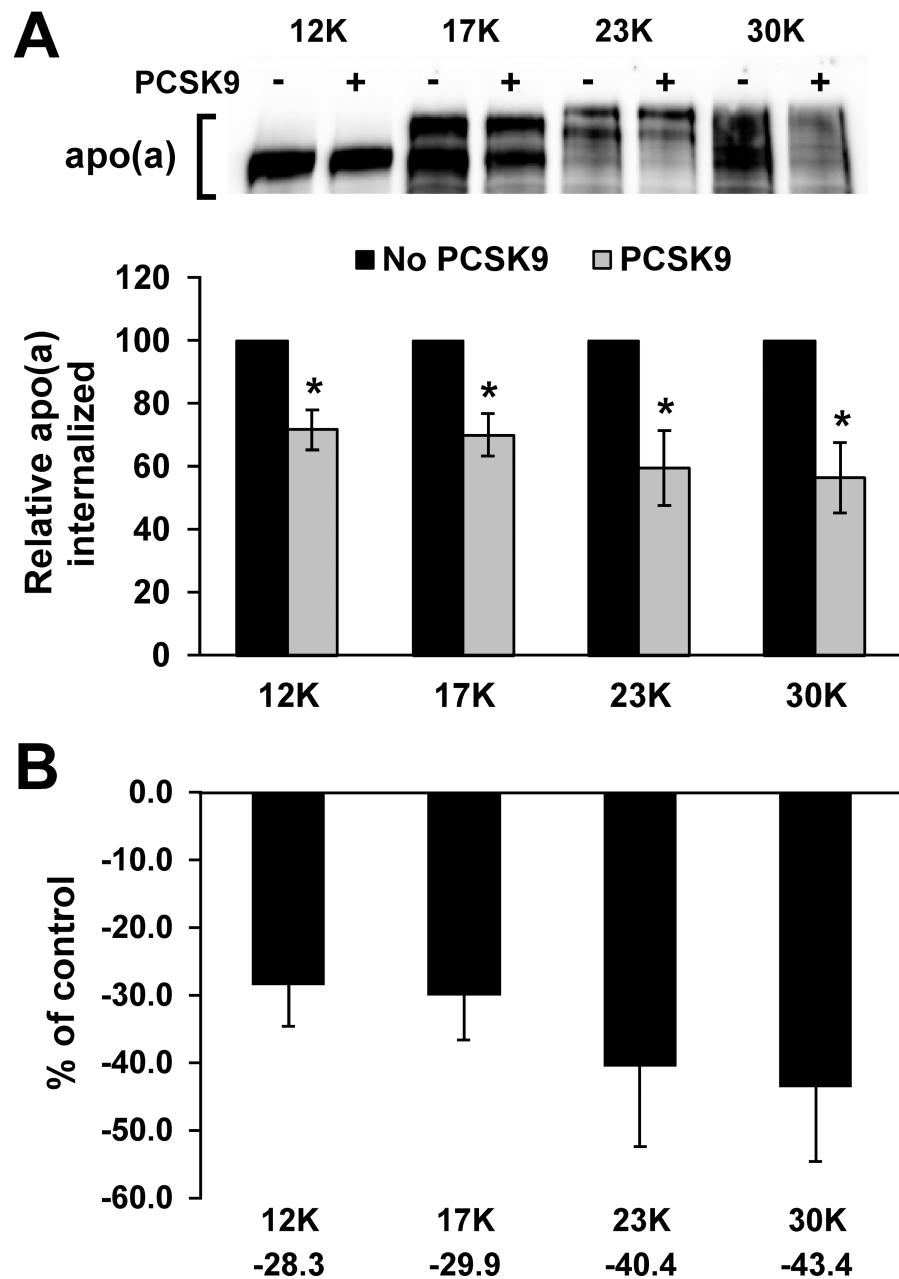 A
12K 17K 23K 30K
PCSK9 - + - + - + - +
apo(a)
No PCSK9 PCSK9
Relative apo(a)
internalized
120
100
80
60
40
20
0
* * * *
12K 17K 23K 30K
B
% of control
0.0
-10.0
-20.0
-30.0
-40.0
-50.0
-60.0
12K 17K 23K 30K
-28.3 -29.9 -40.4 -43.4